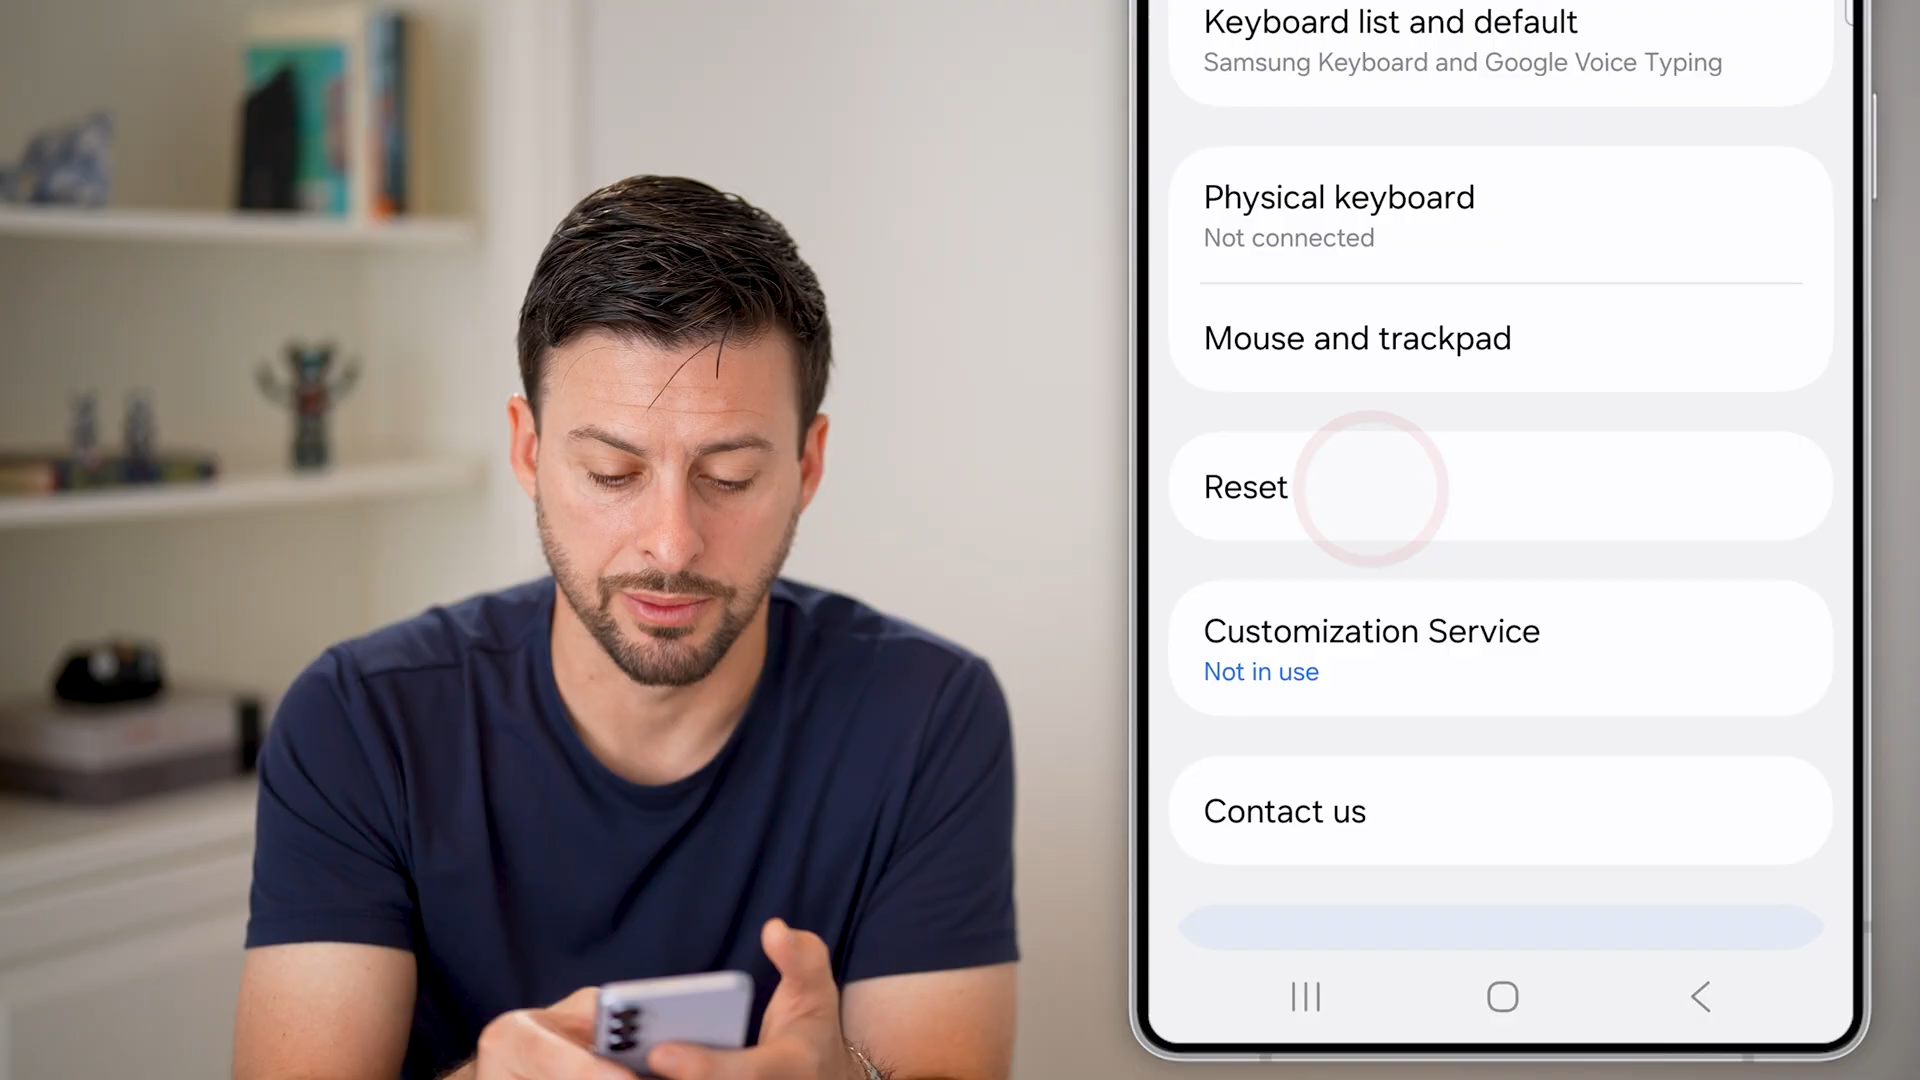 Keyboard list and default
Samsung Keyboard and Google Voice Typing
Physical keyboard
Not connected
Mouse and trackpad
Reset
Customization Service
Not in use
Contact us